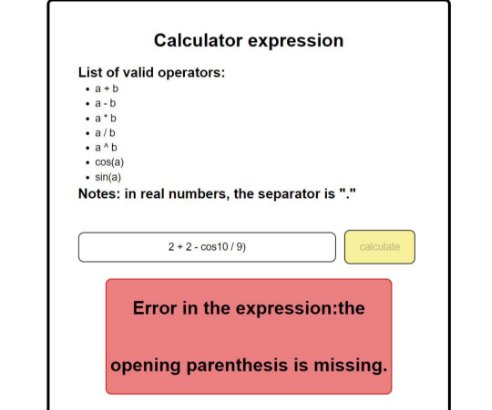 Calculator expression
List of valid operators:
• a + b
• a - b
• a * b
• a / b
• a ^ b
• cos(a)
• sin(a)
Notes: in real numbers, the separator is "."
2 + 2 - cos10 / 9)
calculate
Error in the expression:the
opening parenthesis is missing.